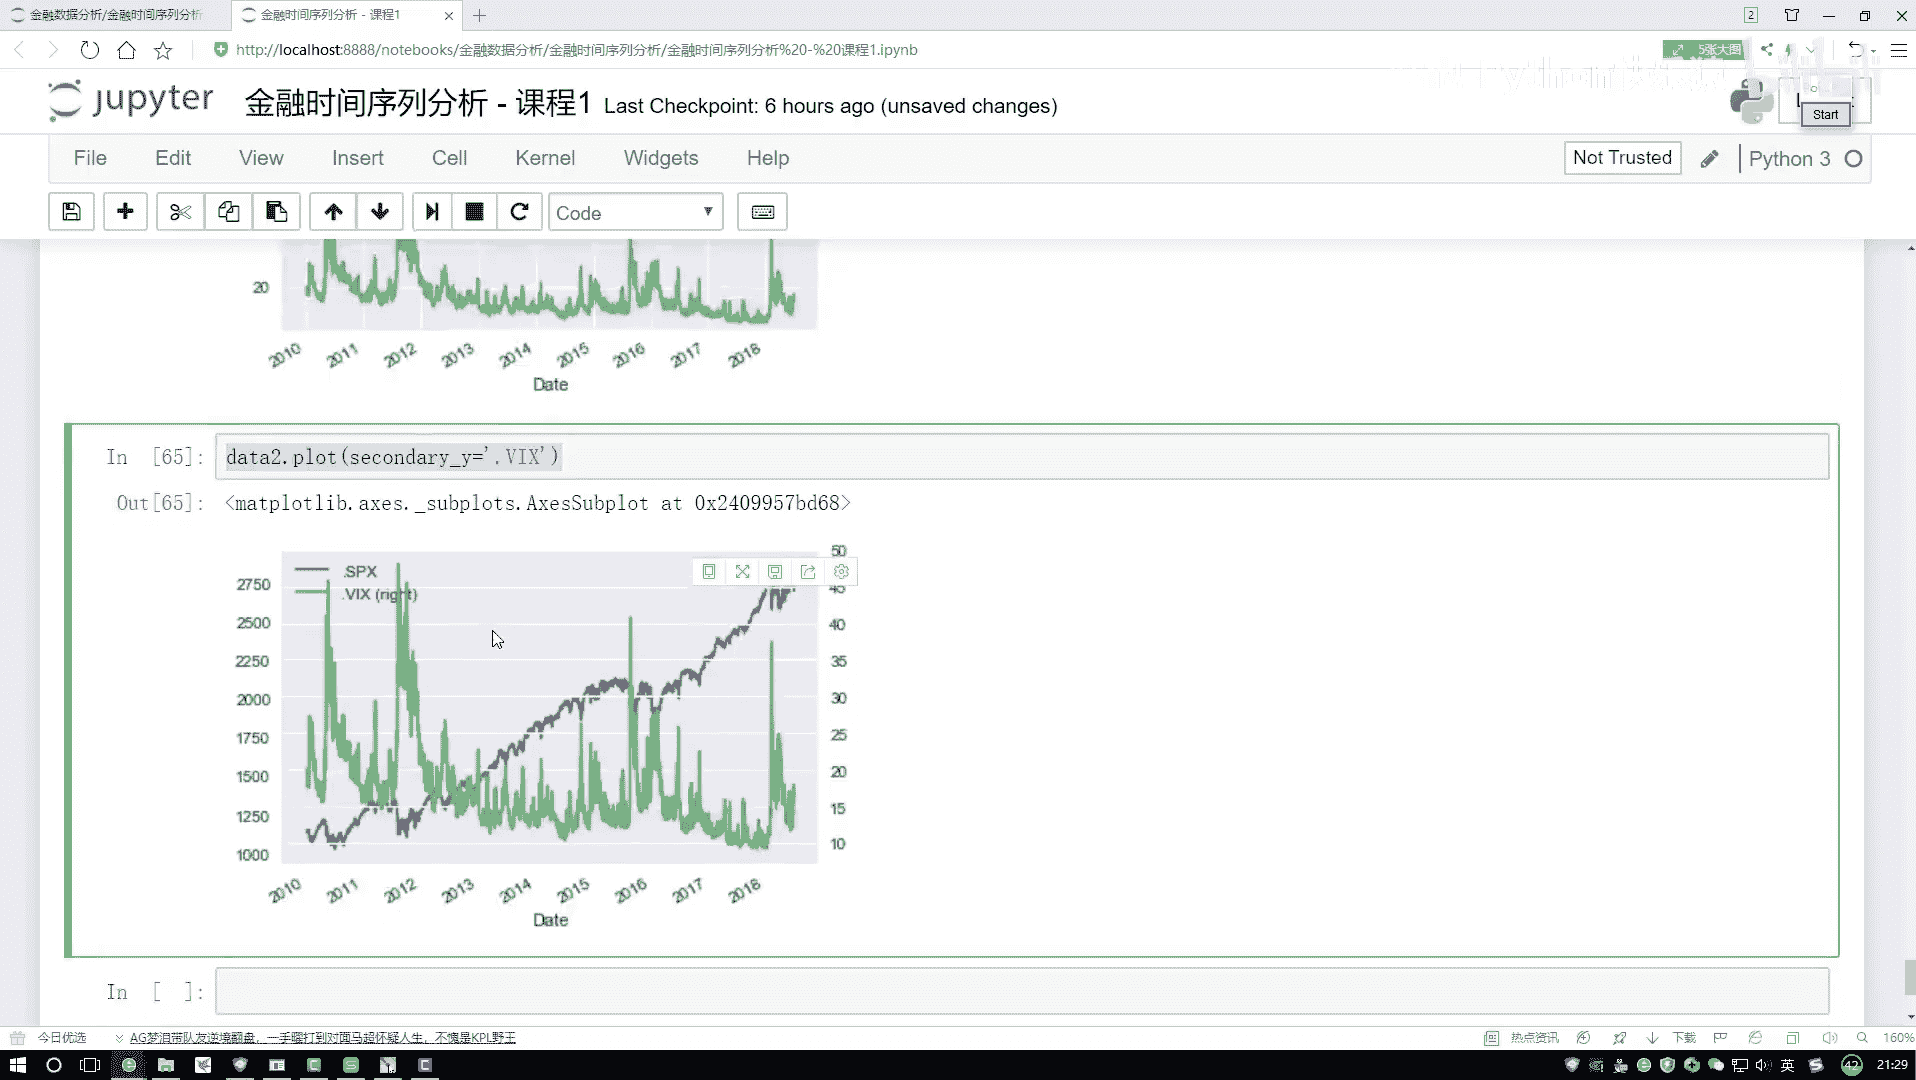 金融数据分析/金融时间序列分析
金融时间序列分析 - 课程1
2
http://localhost:8888/notebooks/金融数据分析/金融时间序列分析/金融时间序列分析%20-%20课程1.ipynb
5张大图
jupyter 金融时间序列分析 - 课程1 Last Checkpoint: 6 hours ago (unsaved changes)
Start
File Edit View Insert Cell Kernel Widgets Help
Not Trusted Python 3
Code
20
2010 2011 2012 2013 2014 2015 2016 2017 2018
Date
In [65]: data2.plot(secondary_y='.VIX')
Out[65]: <matplotlib.axes._subplots.AxesSubplot at 0x2409957bd68>
.SPX
.VIX (right)
2750
2500
2250
2000
1750
1500
1250
1000
50
45
40
35
30
25
20
15
10
2010 2011 2012 2013 2014 2015 2016 2017 2018
Date
In [ ]:
今日优选 AG梦泪带队友逆境翻盘，一手曜打到对面马超怀疑人生，不愧是KPL野王
热点资讯 下载 160%
英 42 21:29